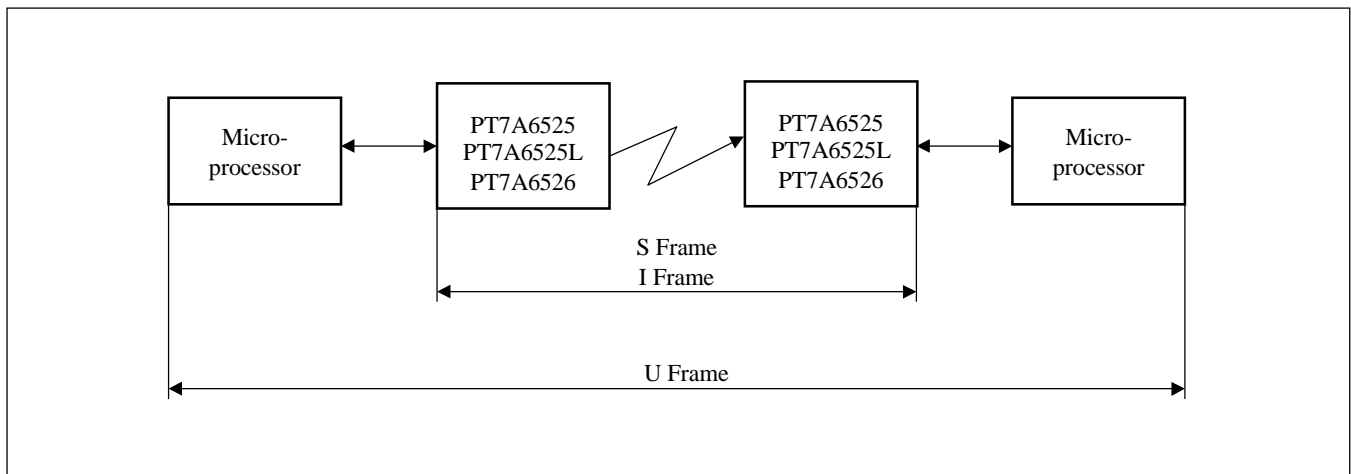 Micro-
processor
PT7A6525
PT7A6525L
PT7A6526
PT7A6525
PT7A6525L
PT7A6526
Micro-
processor
S Frame
I Frame
U Frame